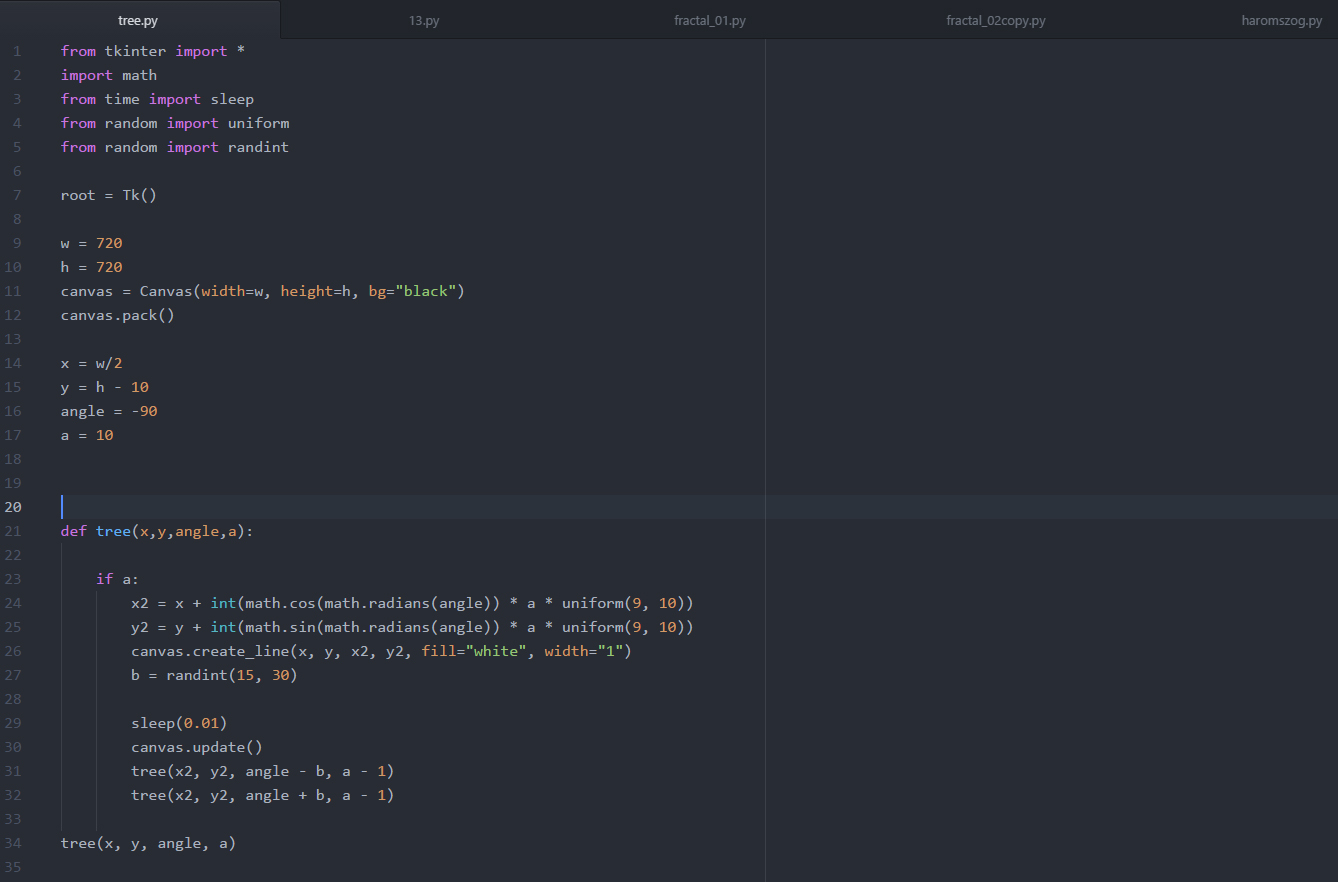 tree.py 13.py fractal_01.py fractal_02copy.py haromszog.py
1 from tkinter import *
2 import math
3 from time import sleep
4 from random import uniform
5 from random import randint
6
7 root = Tk()
8
9 w = 720
10 h = 720
11 canvas = Canvas(width=w, height=h, bg="black")
12 canvas.pack()
13
14 x = w/2
15 y = h - 10
16 angle = -90
17 a = 10
18
19
20
21 def tree(x,y,angle,a):
22
23     if a:
24         x2 = x + int(math.cos(math.radians(angle)) * a * uniform(9, 10))
25         y2 = y + int(math.sin(math.radians(angle)) * a * uniform(9, 10))
26         canvas.create_line(x, y, x2, y2, fill="white", width="1")
27         b = randint(15, 30)
28
29         sleep(0.01)
30         canvas.update()
31         tree(x2, y2, angle - b, a - 1)
32         tree(x2, y2, angle + b, a - 1)
33
34 tree(x, y, angle, a)
35